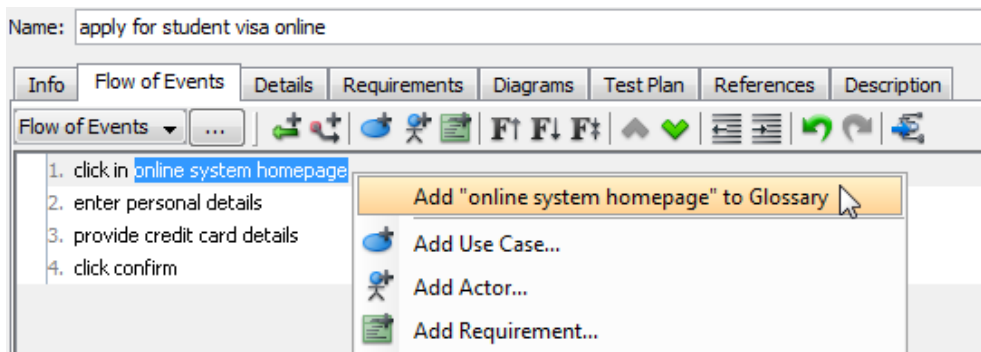 Name: apply for student visa online
Info Flow of Events Details Requirements Diagrams Test Plan References Description
Flow of Events ... F↑ F↓ F‡
1. click in online system homepage
Add "online system homepage" to Glossary
2. enter personal details
3. provide credit card details
Add Use Case...
4. click confirm
Add Actor...
Add Requirement...